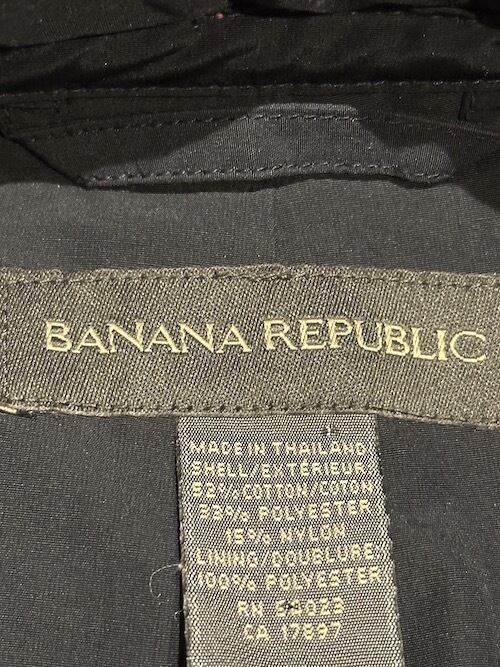 BANANA REPUBLIC
MADE IN THAILAND
SHELL/EXTÉRIEUR
52% COTTON/COTON
33% POLYESTER
15% NYLON
LINING/DOUBLURE
100% POLYESTER
RN 54023
CA 17897